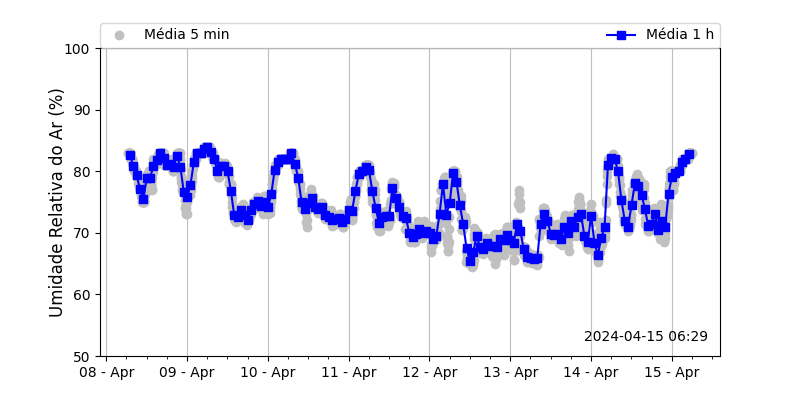 Média 5 min
Média 1 h
Umidade Relativa do Ar (%)
100
90
80
70
60
50
2024-04-15 06:29
08 - Apr
09 - Apr
10 - Apr
11 - Apr
12 - Apr
13 - Apr
14 - Apr
15 - Apr